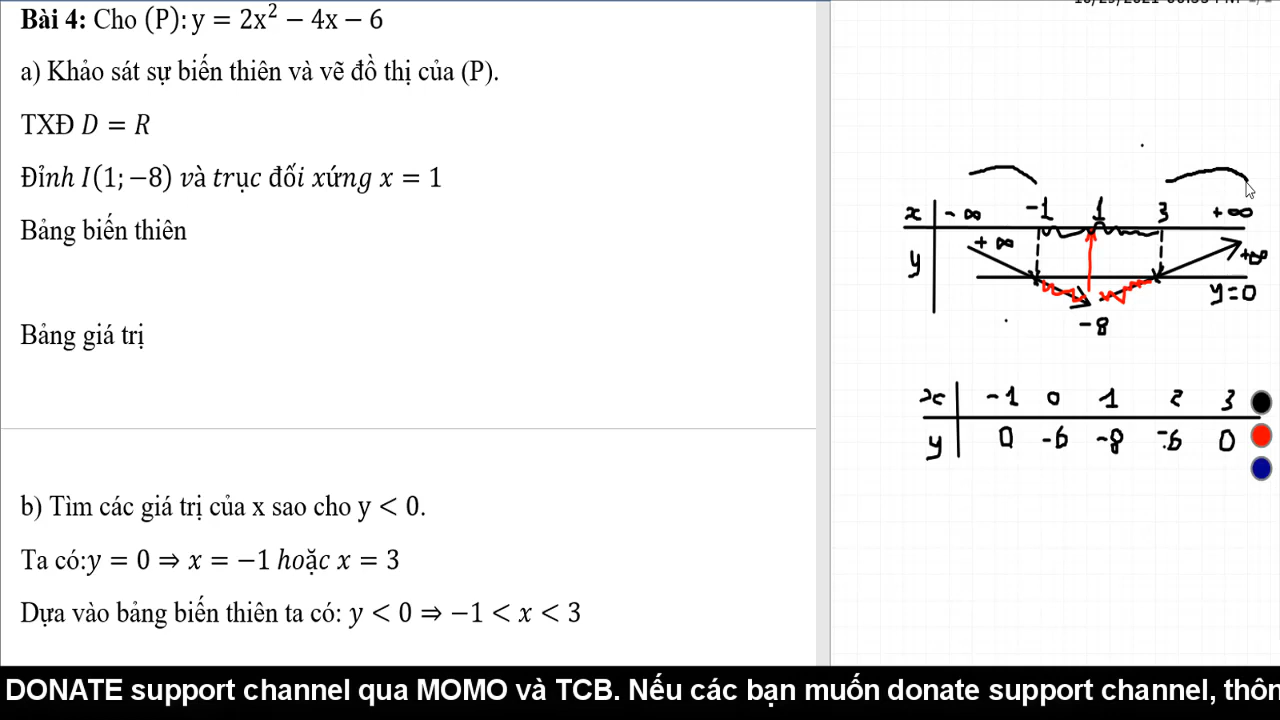 Bài 4: Cho (P): y = 2x² − 4x − 6
a) Khảo sát sự biến thiên và vẽ đồ thị của (P).
TXĐ D = R
Đỉnh I(1; −8) và trục đối xứng x = 1
Bảng biến thiên
Bảng giá trị
b) Tìm các giá trị của x sao cho y < 0.
Ta có:y = 0 ⇒ x = −1 hoặc x = 3
Dựa vào bảng biến thiên ta có: y < 0 ⇒ −1 < x < 3
x -∞ -1 1 3 +∞
y +∞ +∞
y=0
-8
x -1 0 1 2 3
y 0 -6 -8 -6 0
DONATE support channel qua MOMO và TCB. Nếu các bạn muốn donate support channel, thôn